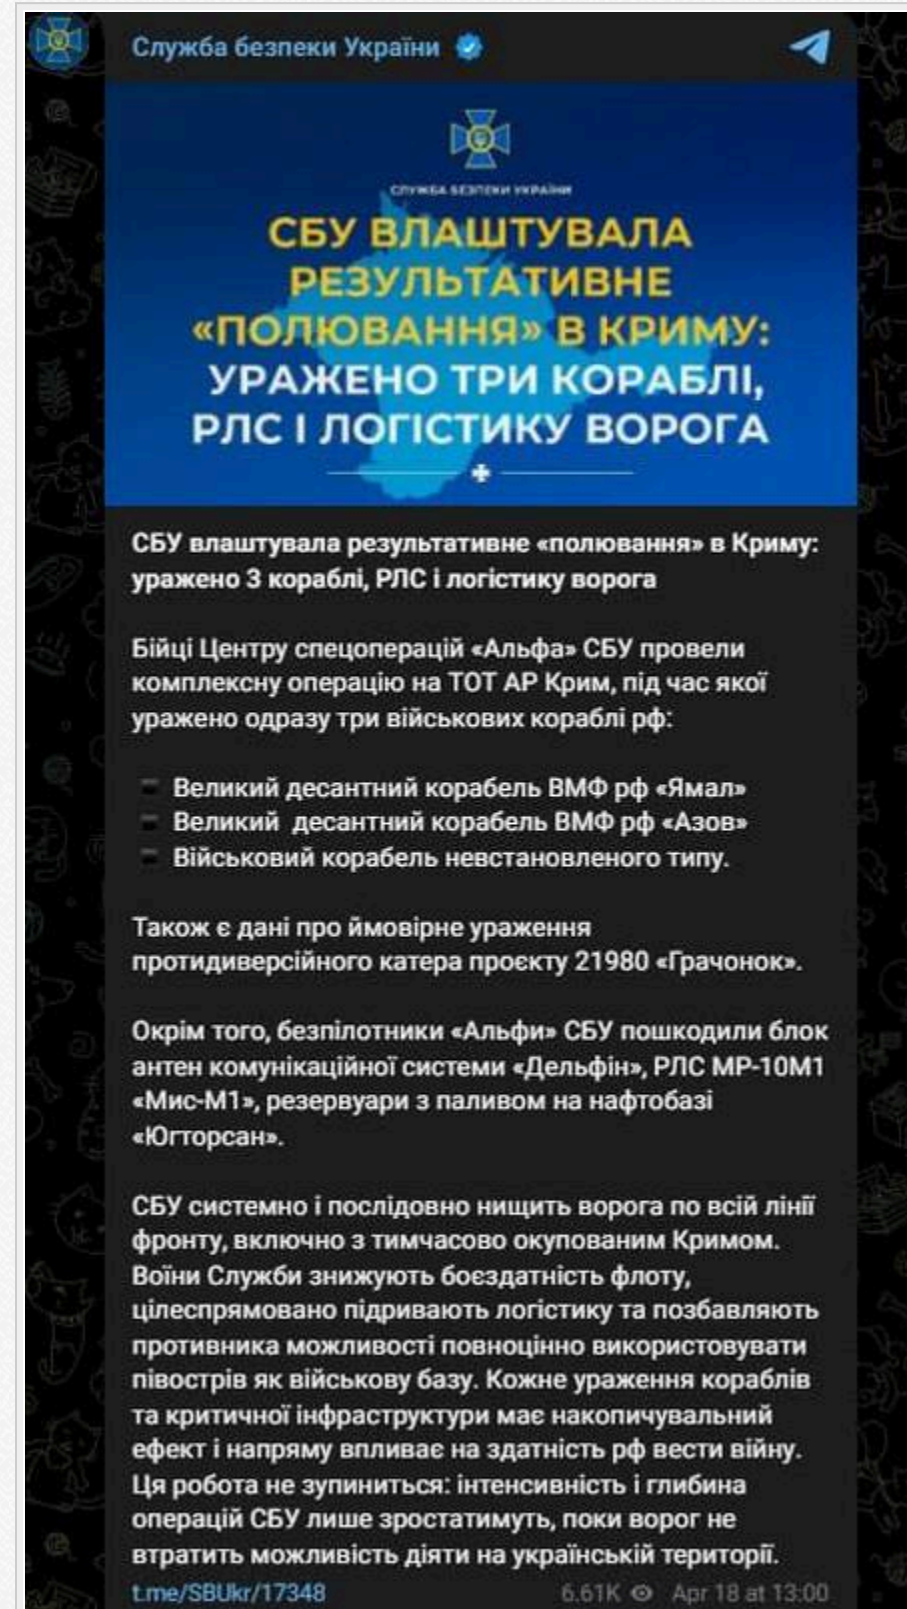 Служба безпеки України
СЛУЖБА БЕЗПЕКИ УКРАЇНИ
СБУ ВЛАШТУВАЛА
РЕЗУЛЬТАТИВНЕ
«ПОЛЮВАННЯ» В КРИМУ:
УРАЖЕНО ТРИ КОРАБЛІ,
РЛС І ЛОГІСТИКУ ВОРОГА
СБУ влаштувала результативне «полювання» в Криму:
уражено 3 кораблі, РЛС і логістику ворога
Бійці Центру спецоперацій «Альфа» СБУ провели
комплексну операцію на ТОТ АР Крим, під час якої
уражено одразу три військових кораблі рф:
Великий десантний корабель ВМФ рф «Ямал»
Великий  десантний корабель ВМФ рф «Азов»
Військовий корабель невстановленого типу.
Також є дані про ймовірне ураження
протидиверсійного катера проєкту 21980 «Грачонок».
Окрім того, безпілотники «Альфи» СБУ пошкодили блок
антен комунікаційної системи «Дельфін», РЛС МР-10М1
«Мис-М1», резервуари з паливом на нафтобазі
«Югторсан».
СБУ системно і послідовно нищить ворога по всій лінії
фронту, включно з тимчасово окупованим Кримом.
Воїни Служби знижують боєздатність флоту,
цілеспрямовано підривають логістику та позбавляють
противника можливості повноцінно використовувати
півострів як військову базу. Кожне ураження кораблів
та критичної інфраструктури має накопичувальний
ефект і напряму впливає на здатність рф вести війну.
Ця робота не зупиниться: інтенсивність і глибина
операцій СБУ лише зростатимуть, поки ворог не
втратить можливість діяти на українській території.
t.me/SBUkr/17348 6.61K Apr 18 at 13:00